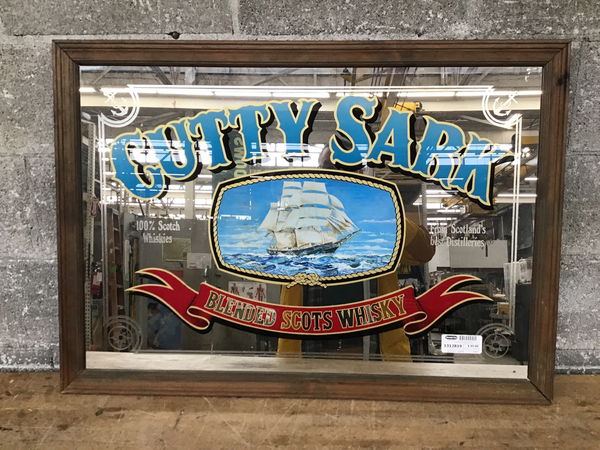 CUTTY SARK
100% Scotch
Whiskies
From Scotland's
best Distilleries
BLENDED SCOTS WHISKY